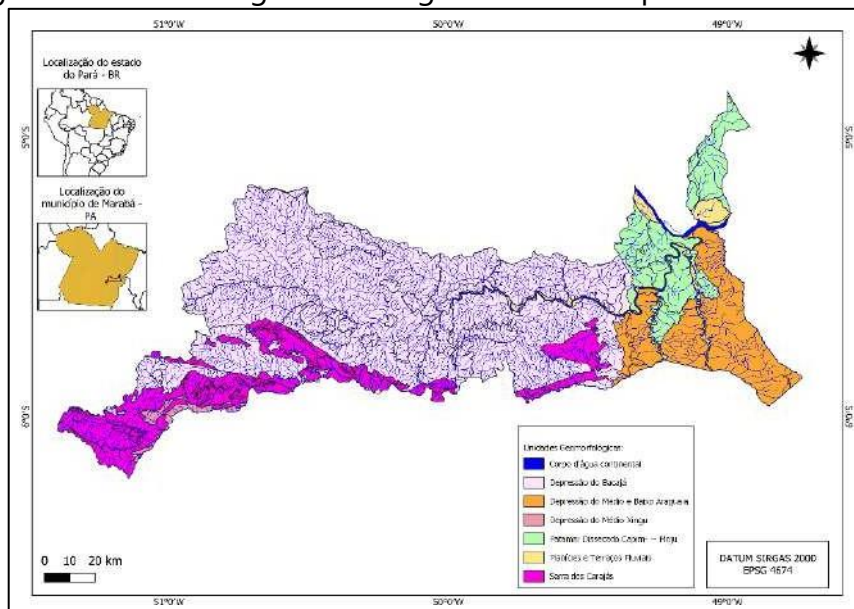 51°0'W 50°0'W 49°0'W
Localização do estado
do Pará - BR
5°0'S 5°0'S
Localização do
município de Marabá -
PA
6°0'S 6°0'S
Unidades Geomorfológicas:
Corpo d'água continental
Depressão do Bacajá
Depressão do Médio e Baixo Araguaia
Depressão do Médio Xingu
Patamar Dissecado Capim -- Moju
Planícies e Terraços Fluviais
Serra dos Carajás
0 10 20 km
DATUM SIRGAS 2000
EPSG 4674
51°0'W 50°0'W 49°0'W